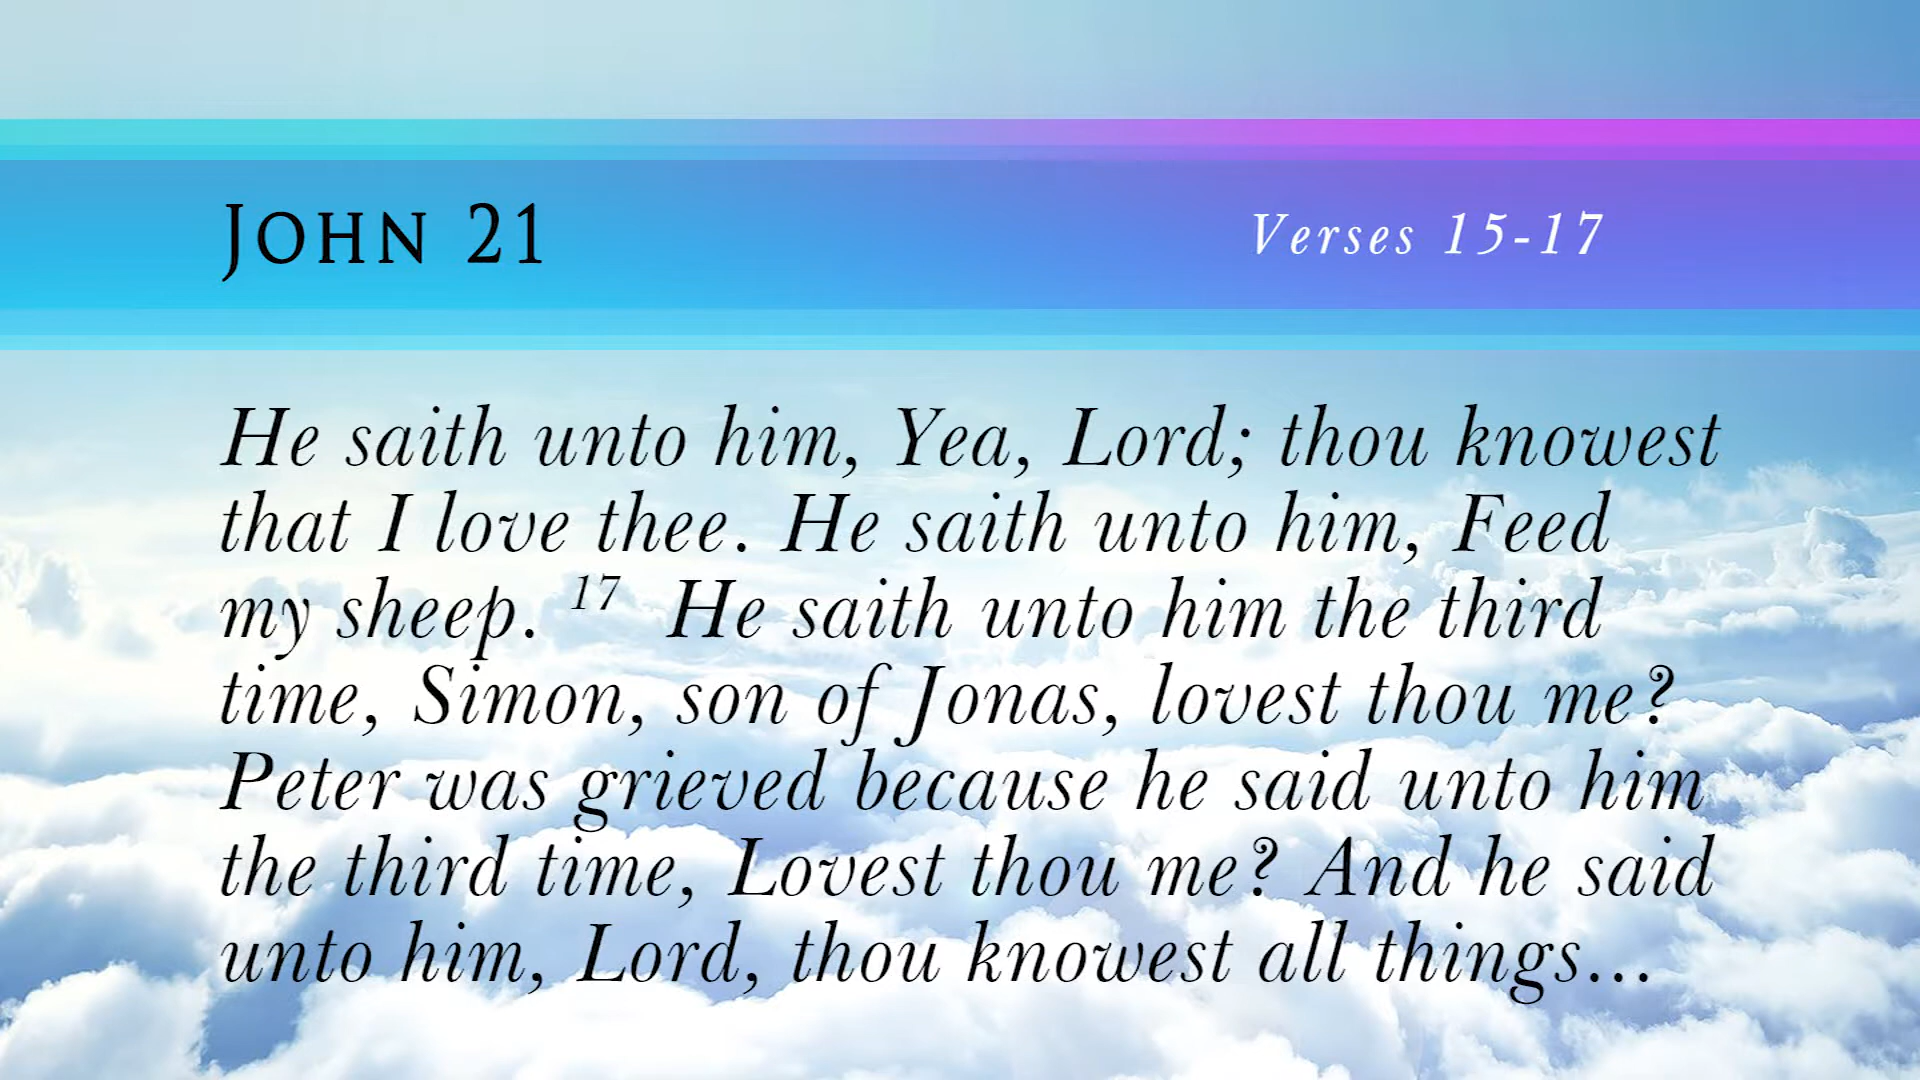 John 21
Verses 15-17
He saith unto him, Yea, Lord; thou knowest
that I love thee. He saith unto him, Feed
my sheep. 17 He saith unto him the third
time, Simon, son of Jonas, lovest thou me?
Peter was grieved because he said unto him
the third time, Lovest thou me? And he said
unto him, Lord, thou knowest all things...